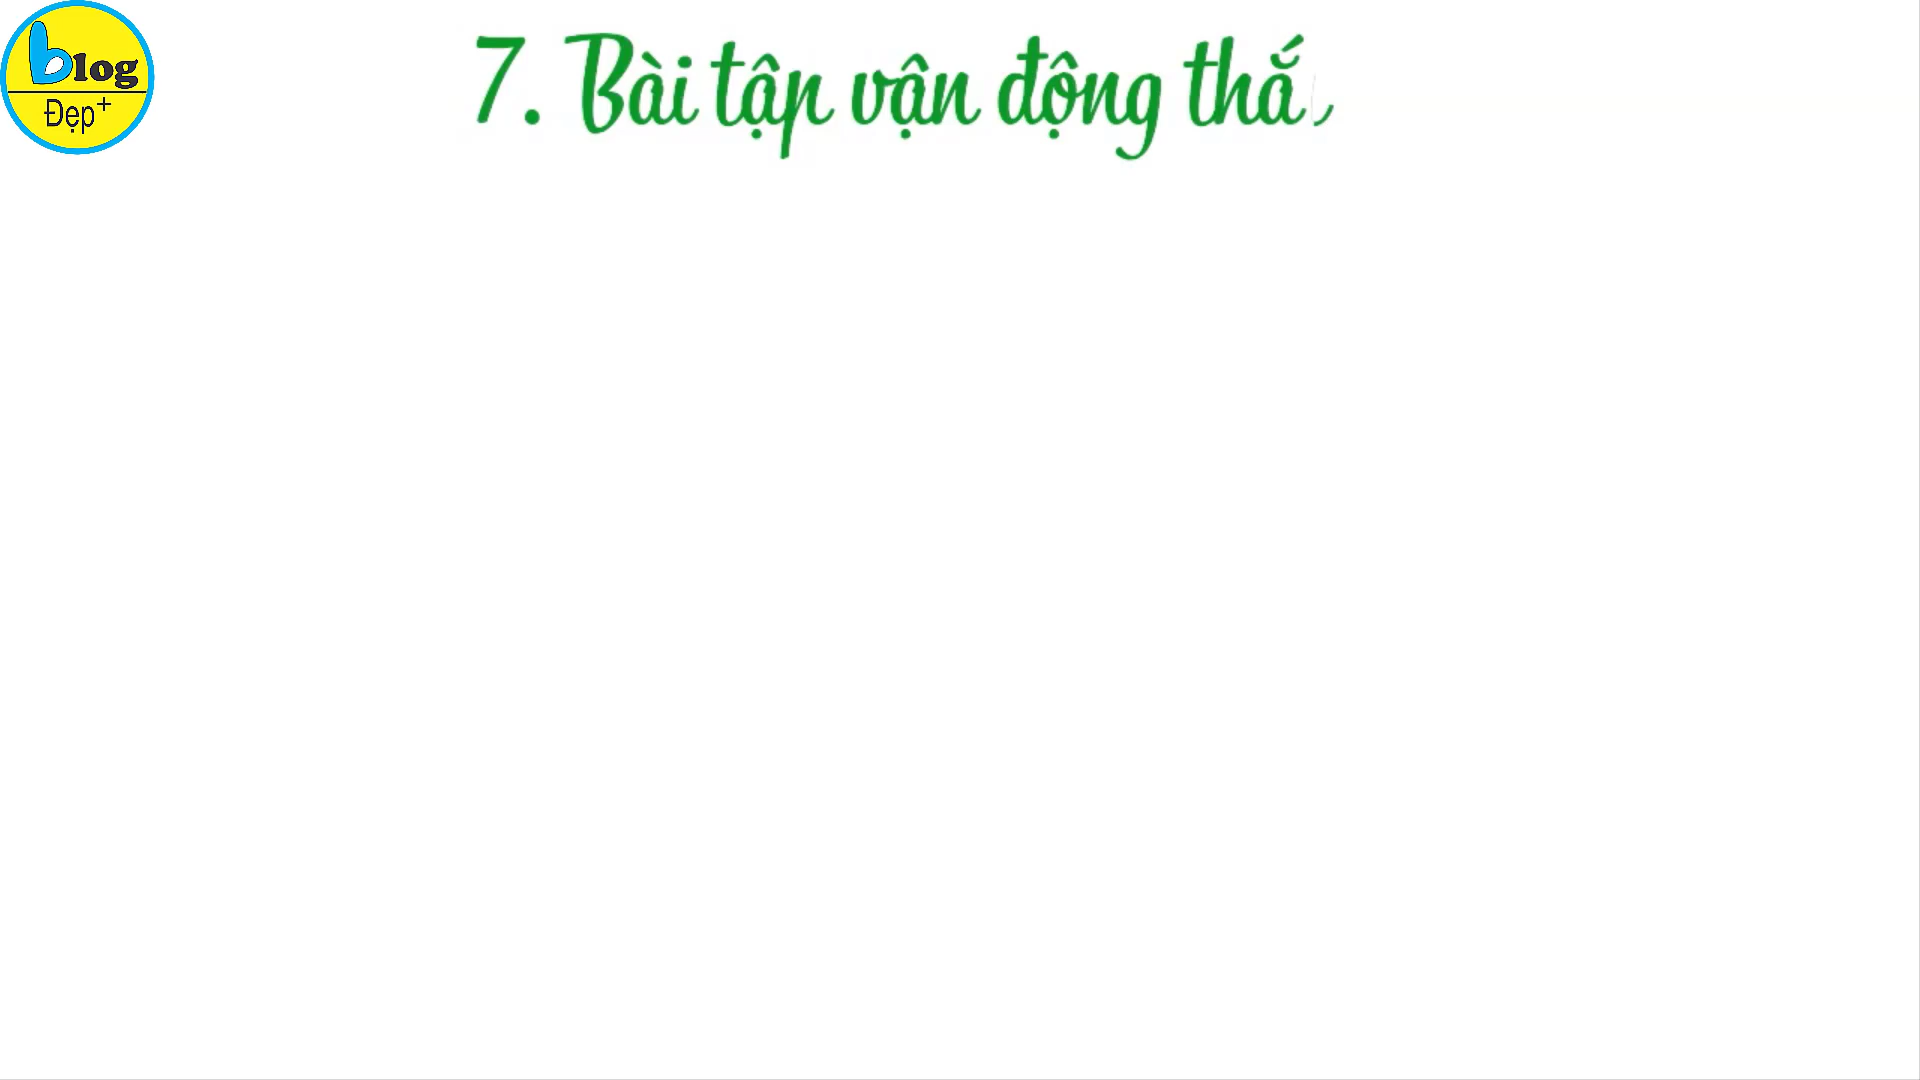 blog
Đẹp+
7. Bài tập vận động thắ